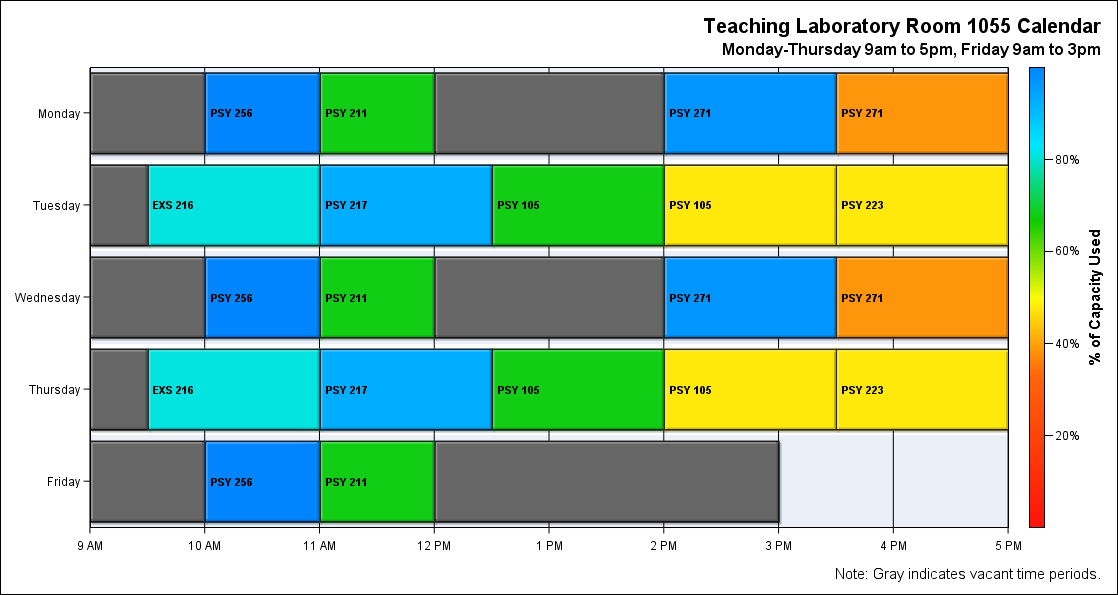 Teaching Laboratory Room 1055 Calendar
Monday-Thursday 9am to 5pm, Friday 9am to 3pm
Monday
PSY 256
PSY 211
PSY 271
PSY 271
Tuesday
EXS 216
PSY 217
PSY 105
PSY 105
PSY 223
Wednesday
PSY 256
PSY 211
PSY 271
PSY 271
Thursday
EXS 216
PSY 217
PSY 105
PSY 105
PSY 223
Friday
PSY 256
PSY 211
9 AM
10 AM
11 AM
12 PM
1 PM
2 PM
3 PM
4 PM
5 PM
80%
60%
40%
20%
% of Capacity Used
Note: Gray indicates vacant time periods.